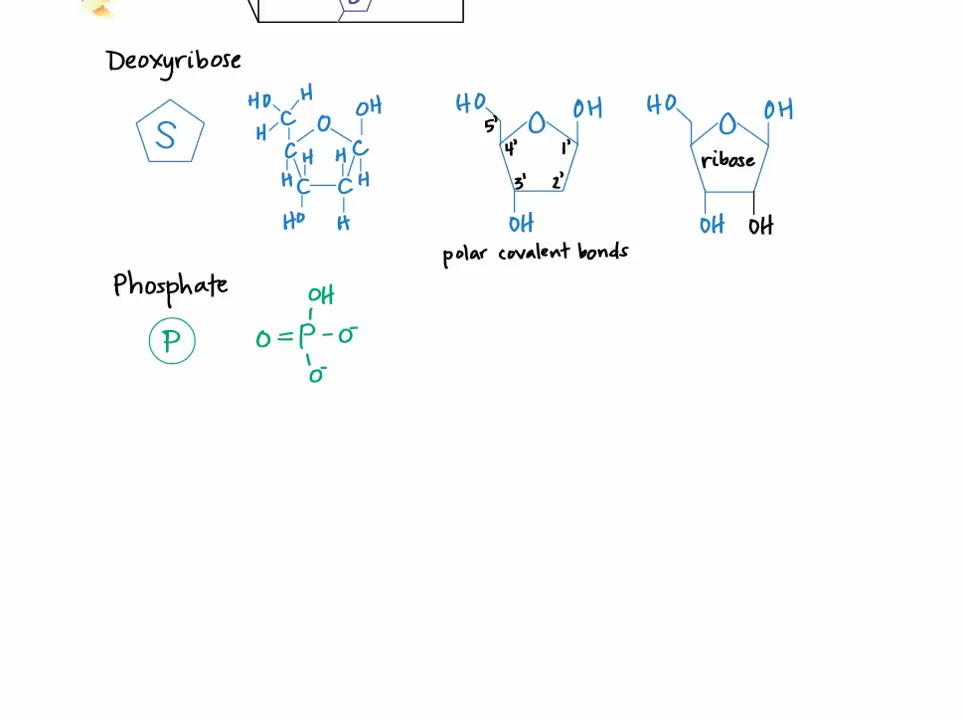 Deoxyribose
S
HO H
H C
O OH
C H H C
H C C H
HO H
HO
5' O OH
4' 1'
3' 2'
OH
polar covalent bonds
HO O OH
ribose
OH OH
Phosphate
P
OH
O=P-O⁻
O⁻